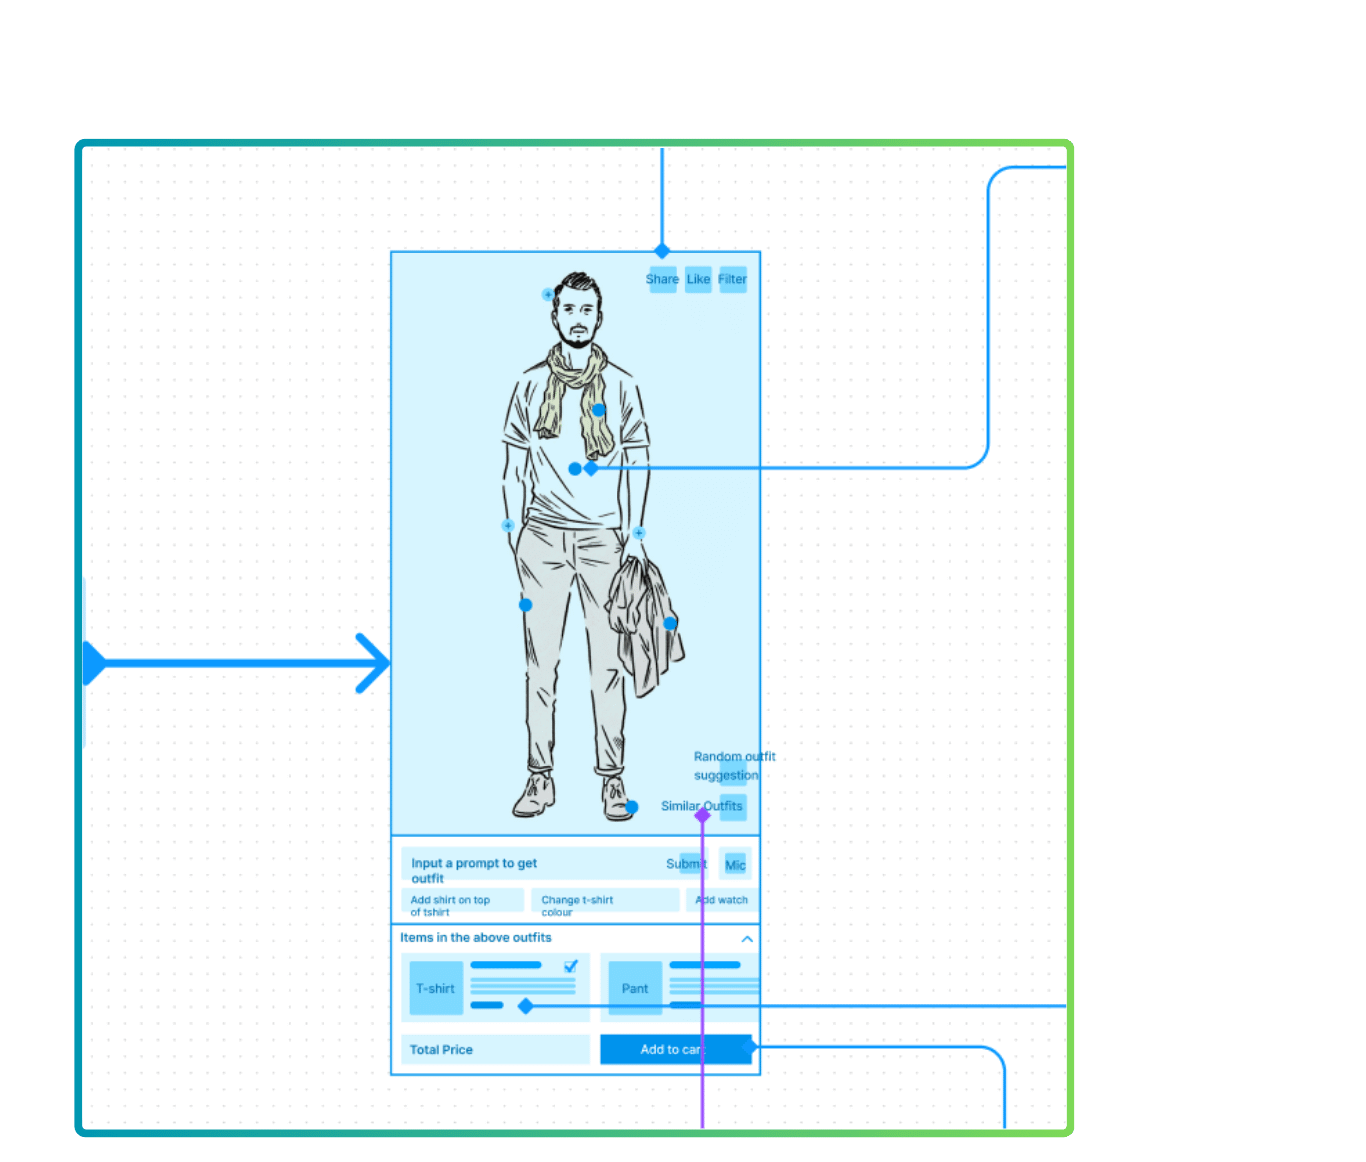 Share Like Filter
Random outfit
suggestion
Similar Outfits
Input a prompt to get
outfit
Submit
Mic
Add shirt on top
of tshirt
Change t-shirt
colour
Add watch
Items in the above outfits
T-shirt
Pant
Total Price
Add to cart